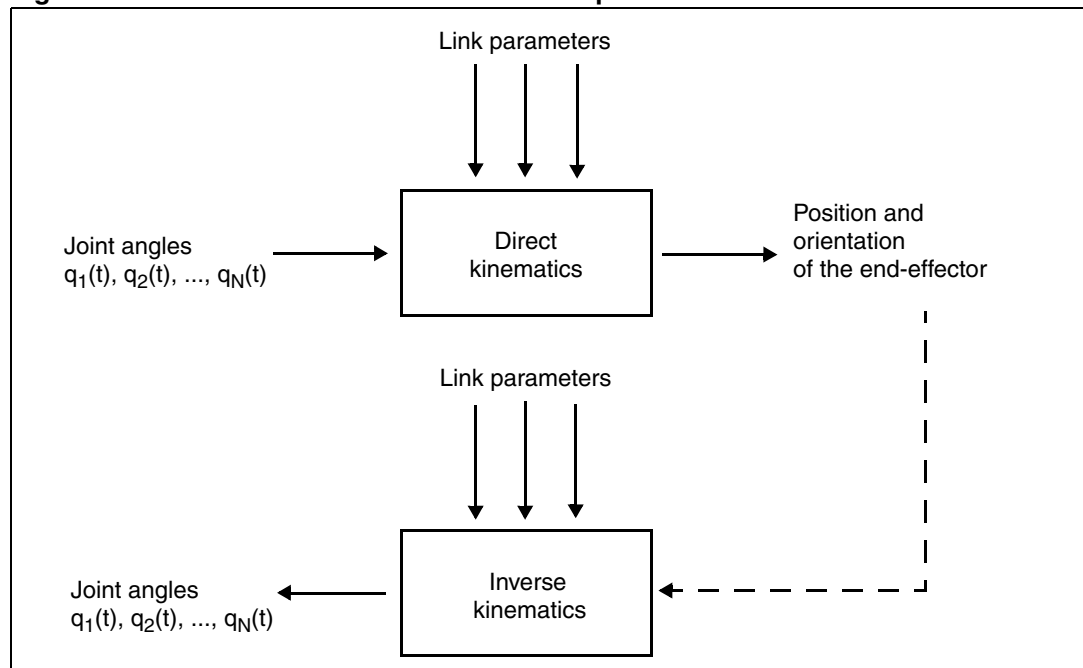 Link parameters
Joint angles
q1(t), q2(t), ..., qN(t)
Direct
kinematics
Position and
orientation
of the end-effector
Link parameters
Joint angles
q1(t), q2(t), ..., qN(t)
Inverse
kinematics